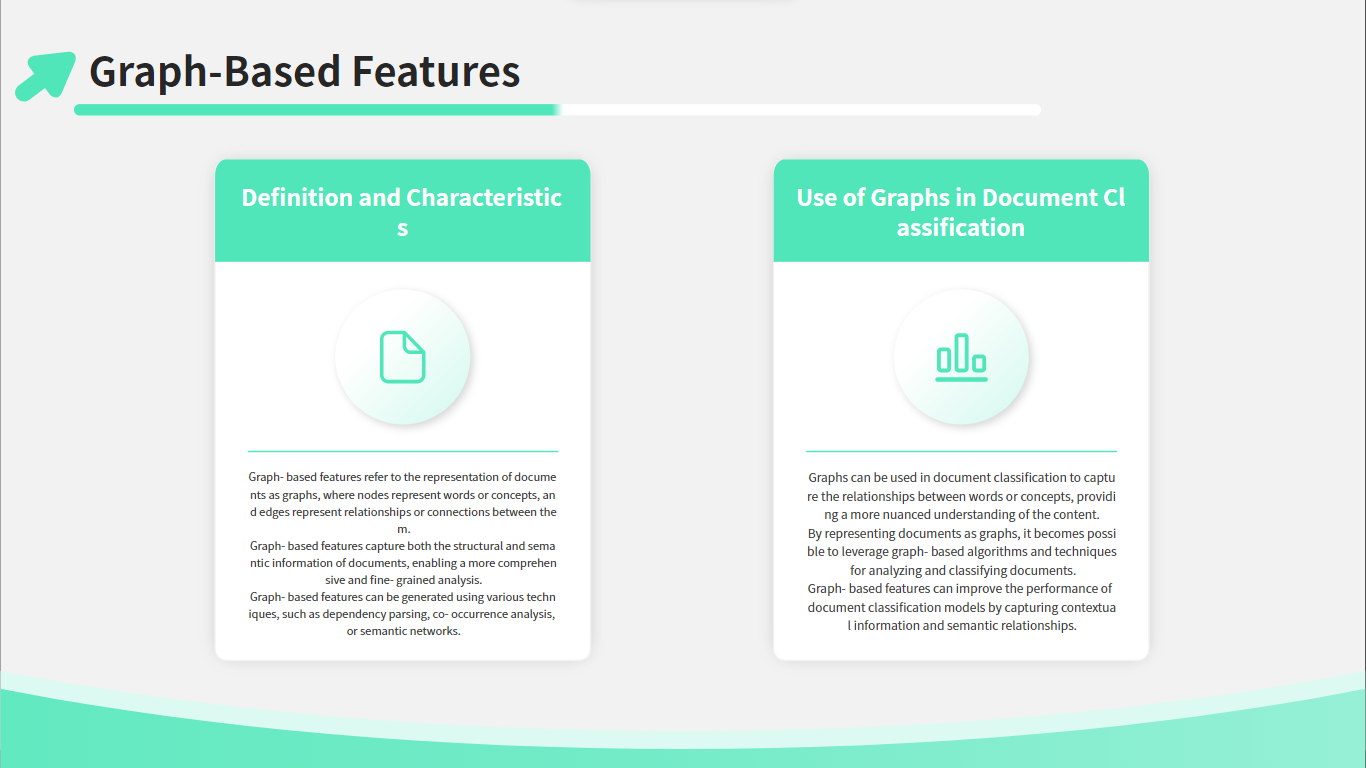 Graph-Based Features
Definition and Characteristic
s
Graph- based features refer to the representation of docume
nts as graphs, where nodes represent words or concepts, an
d edges represent relationships or connections between the
m.
Graph- based features capture both the structural and sema
ntic information of documents, enabling a more comprehen
sive and fine- grained analysis.
Graph- based features can be generated using various techn
iques, such as dependency parsing, co- occurrence analysis,
or semantic networks.
Use of Graphs in Document Cl
assification
Graphs can be used in document classification to captu
re the relationships between words or concepts, providi
ng a more nuanced understanding of the content.
By representing documents as graphs, it becomes possi
ble to leverage graph- based algorithms and techniques
for analyzing and classifying documents.
Graph- based features can improve the performance of
document classification models by capturing contextua
l information and semantic relationships.